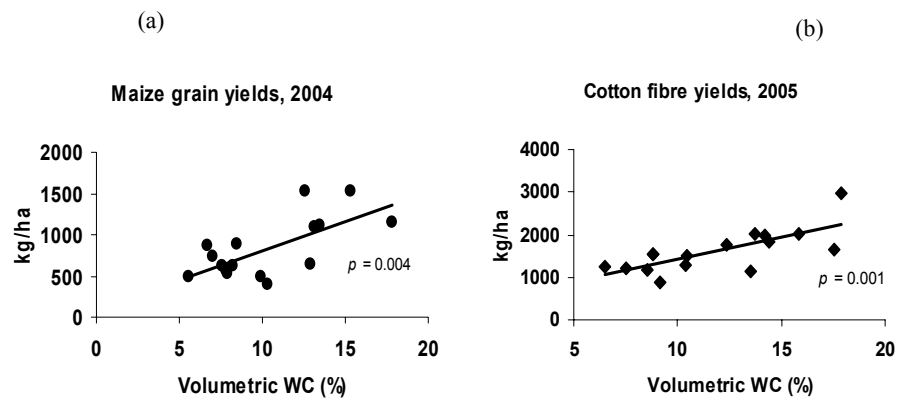 (a)
Maize grain yields, 2004
2000
1500
1000
500
0
kg/ha
p = 0.004
0 5 10 15 20
Volumetric WC (%)
(b)
Cotton fibre yields, 2005
4000
3000
2000
1000
0
kg/ha
p = 0.001
5 10 15 20
Volumetric WC (%)